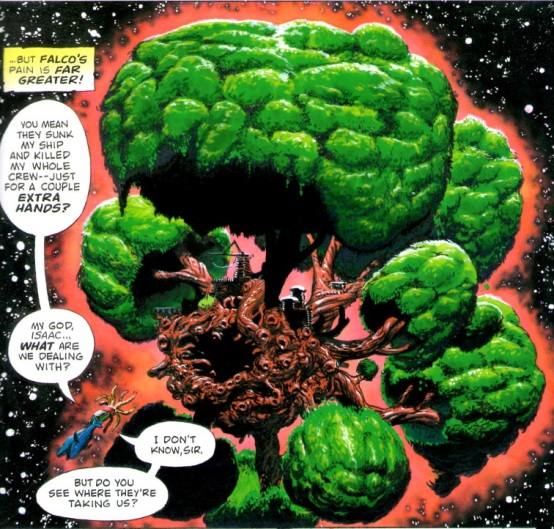 ...BUT FALCO'S
PAIN IS FAR
GREATER!
YOU MEAN
THEY SUNK
MY SHIP
AND KILLED
MY WHOLE
CREW--JUST
FOR A COUPLE
EXTRA
HANDS?
MY GOD,
ISAAC...
WHAT ARE
WE DEALING
WITH?
I DON'T
KNOW, SIR.
BUT DO YOU
SEE WHERE THEY'RE
TAKING US?